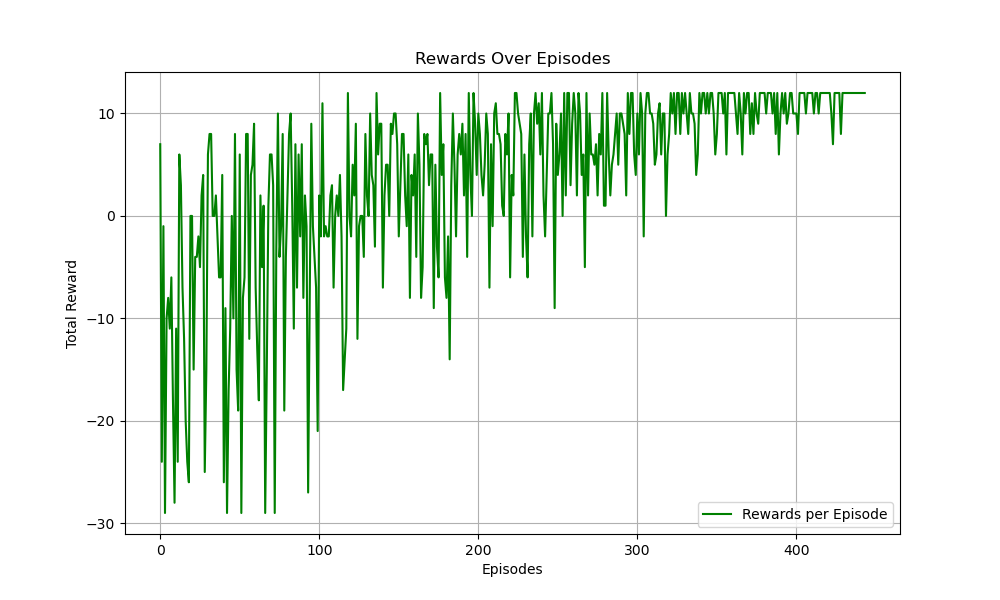 Rewards Over Episodes
10
0
−10
−20
−30
Total Reward
0 100 200 300 400
Episodes
Rewards per Episode